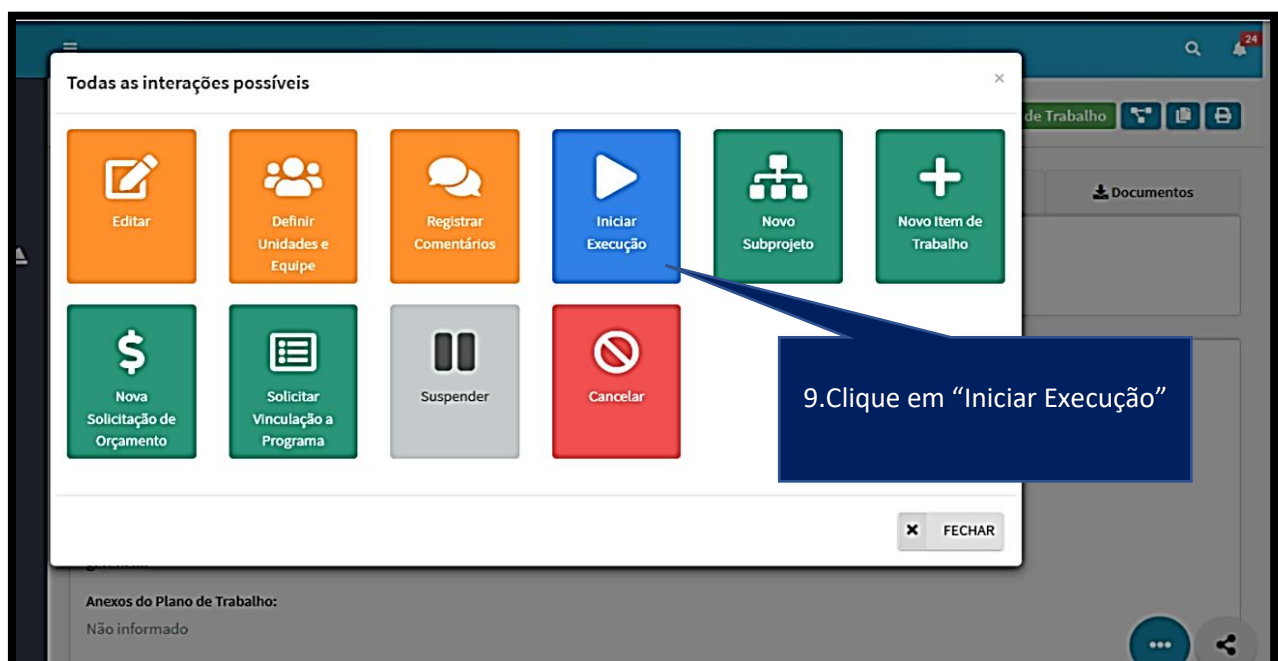 24
Todas as interações possíveis
×
de Trabalho
Documentos
Editar
Definir
Unidades e
Equipe
Registrar
Comentários
Iniciar
Execução
Novo
Subprojeto
Novo Item de
Trabalho
Nova
Solicitação de
Orçamento
Solicitar
Vinculação a
Programa
Suspender
Cancelar
9.Clique em “Iniciar Execução”
FECHAR
Anexos do Plano de Trabalho:
Não informado